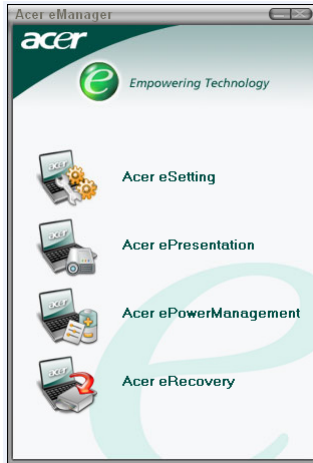 Acer eManager
acer
e Empowering Technology
Acer eSetting
Acer ePresentation
Acer ePowerManagement
Acer eRecovery